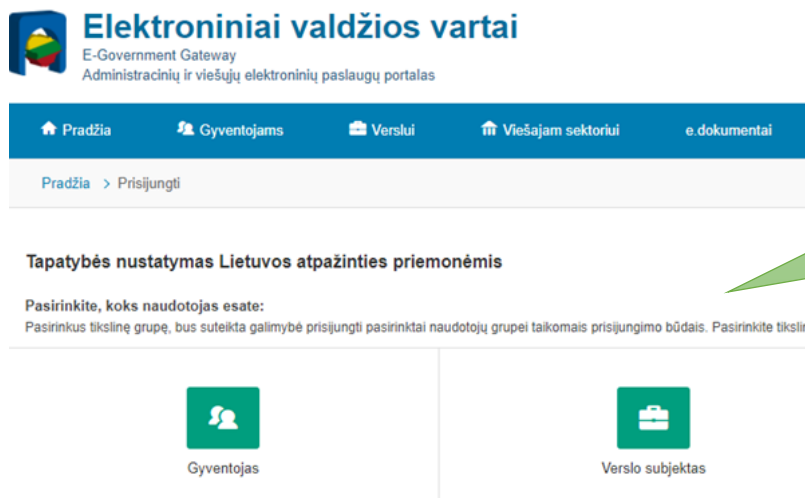 Elektroniniai valdžios vartai
E-Government Gateway
Administracinių ir viešųjų elektroninių paslaugų portalas
Pradžia Gyventojams Verslui Viešajam sektoriui e.dokumentai
Pradžia > Prisijungti
Tapatybės nustatymas Lietuvos atpažinties priemonėmis
Pasirinkite, koks naudotojas esate:
Pasirinkus tikslinę grupę, bus suteikta galimybė prisijungti pasirinktai naudotojų grupei taikomais prisijungimo būdais. Pasirinkite
Gyventojas Verslo subjektas